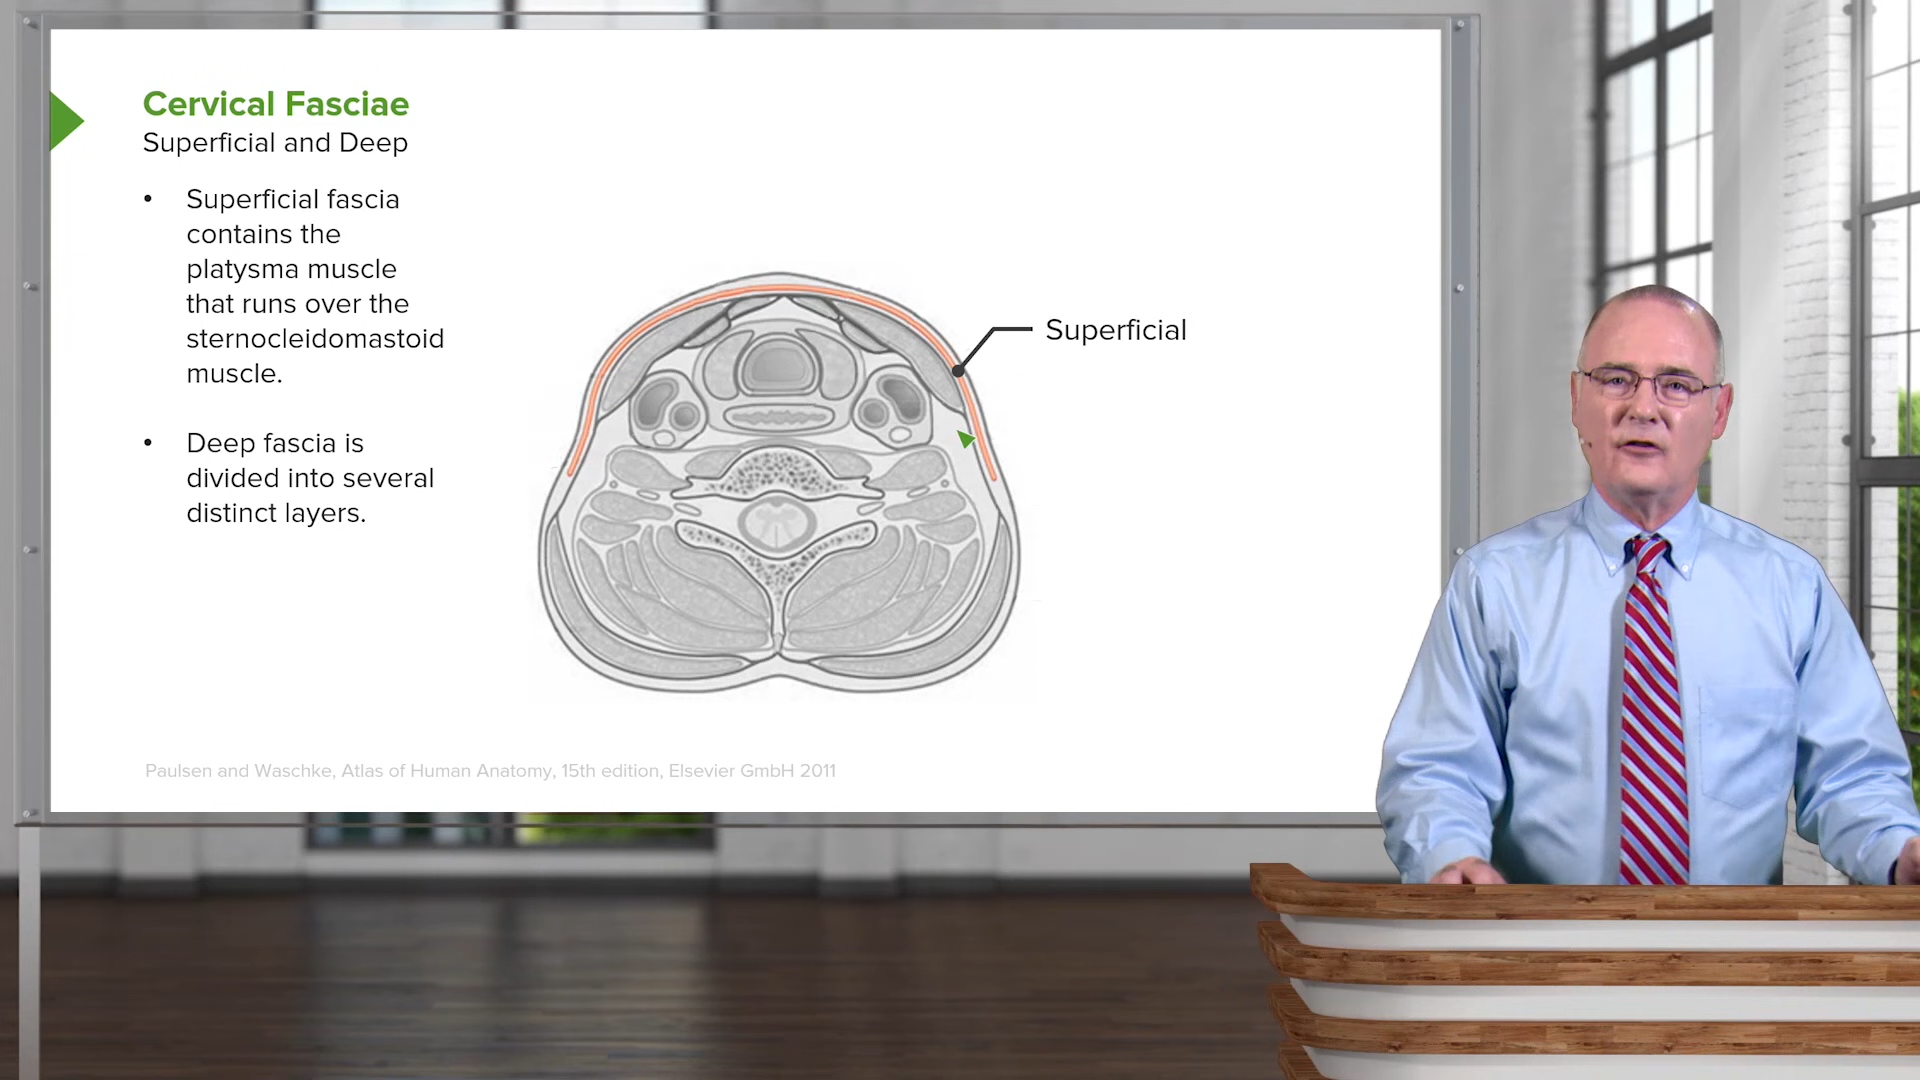 Cervical Fasciae
Superficial and Deep
• Superficial fascia
contains the
platysma muscle
that runs over the
sternocleidomastoid
muscle.
• Deep fascia is
divided into several
distinct layers.
Superficial
Paulsen and Waschke, Atlas of Human Anatomy, 15th edition, Elsevier GmbH 2011